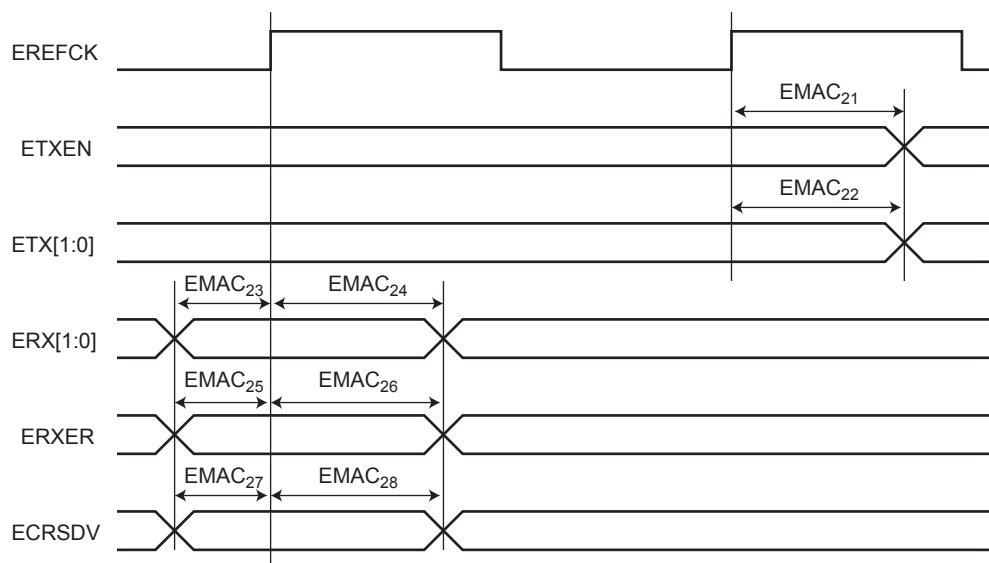 EREFCK
EMAC21
ETXEN
EMAC22
ETX[1:0]
EMAC23 EMAC24
ERX[1:0]
EMAC25 EMAC26
ERXER
EMAC27 EMAC28
ECRSDV